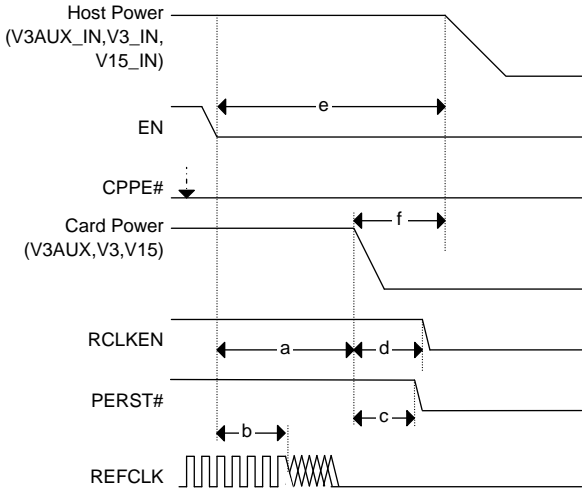 Host Power
(V3AUX_IN,V3_IN,
V15_IN)
e
EN
CPPE#
f
Card Power
(V3AUX,V3,V15)
RCLKEN
a
d
PERST#
c
b
REFCLK